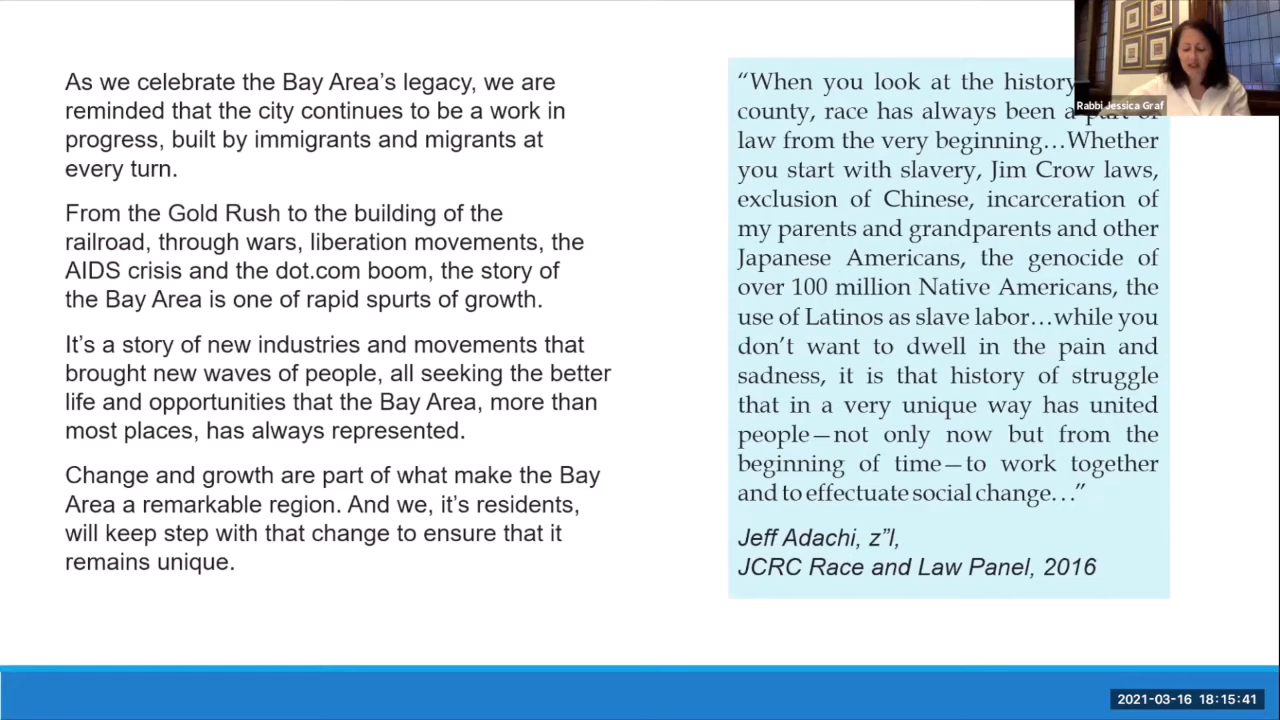 As we celebrate the Bay Area's legacy, we are
reminded that the city continues to be a work in
progress, built by immigrants and migrants at
every turn.
From the Gold Rush to the building of the
railroad, through wars, liberation movements, the
AIDS crisis and the dot.com boom, the story of
the Bay Area is one of rapid spurts of growth.
It's a story of new industries and movements that
brought new waves of people, all seeking the better
life and opportunities that the Bay Area, more than
most places, has always represented.
Change and growth are part of what make the Bay
Area a remarkable region. And we, it's residents,
will keep step with that change to ensure that it
remains unique.
“When you look at the history
county, race has always been a part of
law from the very beginning…Whether
you start with slavery, Jim Crow laws,
exclusion of Chinese, incarceration of
my parents and grandparents and other
Japanese Americans, the genocide of
over 100 million Native Americans, the
use of Latinos as slave labor…while you
don't want to dwell in the pain and
sadness, it is that history of struggle
that in a very unique way has united
people—not only now but from the
beginning of time—to work together
and to effectuate social change…”
Jeff Adachi, z”l,
JCRC Race and Law Panel, 2016
Rabbi Jessica Graf
2021-03-16 18:15:41